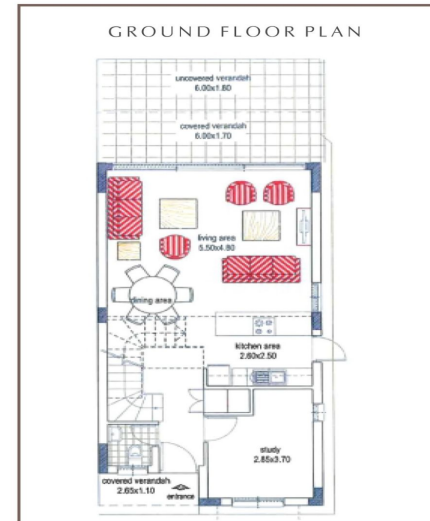 GROUND FLOOR PLAN
uncovered verandah
6.00x1.80
covered verandah
6.00x1.70
living area
5.50x4.80
dining area
kitchen area
2.60x2.50
study
2.85x3.70
covered verandah
2.65x1.10
entrance